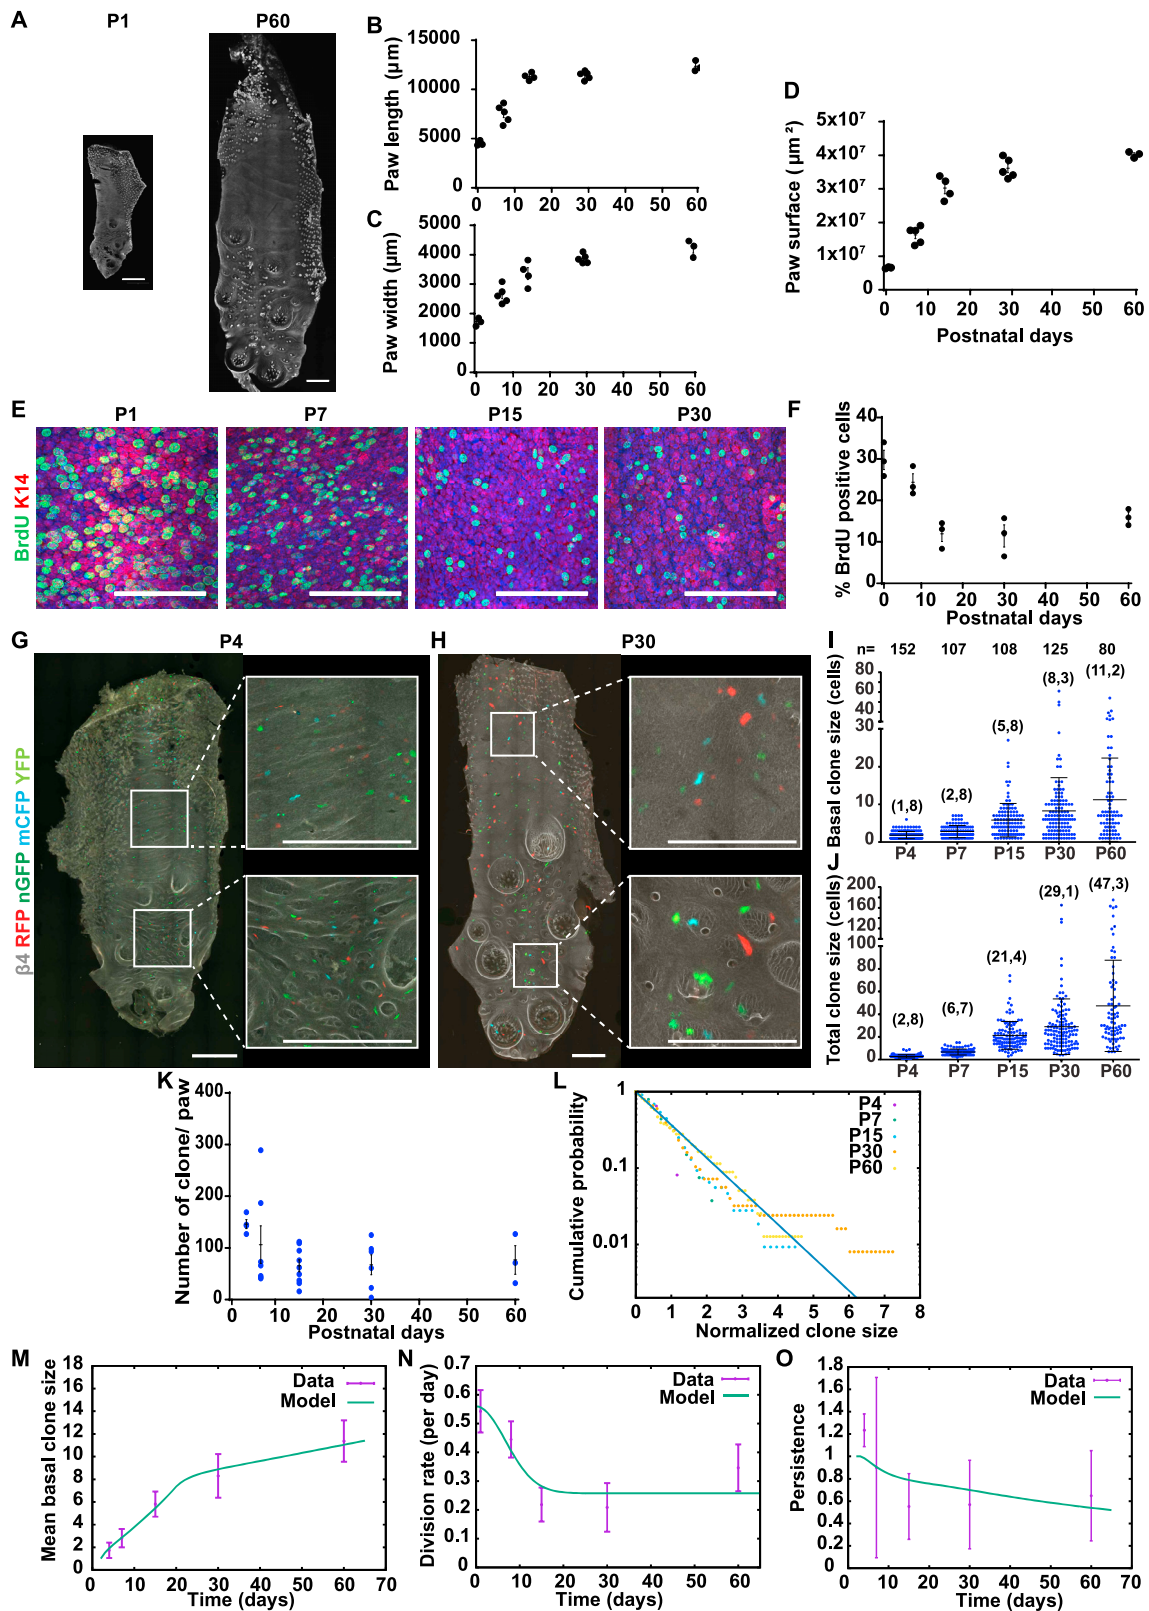 A
P1
P60
B
Paw length (µm)
15000
10000
5000
0
0 10 20 30 40 50 60
C
Paw width (µm)
5000
4000
3000
2000
1000
0
0 10 20 30 40 50 60
D
Paw surface (µm²)
5x10⁷
4x10⁷
3x10⁷
2x10⁷
1x10⁷
0
0 10 20 30 40 50 60
Postnatal days
E
P1 P7 P15 P30
BrdU K14
F
% BrdU positive cells
40
30
20
10
0
0 10 20 30 40 50 60
Postnatal days
G
P4
H
P30
β4 RFP nGFP mCFP YFP
I
n= 152 107 108 125 80
Basal clone size (cells)
80
60
40
30
20
10
0
(1,8) (2,8) (5,8) (8,3) (11,2)
P4 P7 P15 P30 P60
J
Total clone size (cells)
200
160
120
100
80
60
40
20
0
(2,8) (6,7) (21,4) (29,1) (47,3)
P4 P7 P15 P30 P60
K
Number of clone/ paw
400
300
200
100
0
0 10 20 30 40 50 60
Postnatal days
L
Cumulative probability
1
0.1
0.01
P4
P7
P15
P30
P60
0 1 2 3 4 5 6 7 8
Normalized clone size
M
Mean basal clone size
18
16
14
12
10
8
6
4
2
0
Data
Model
0 10 20 30 40 50 60 70
Time (days)
N
Division rate (per day)
0.7
0.6
0.5
0.4
0.3
0.2
0.1
0
Data
Model
0 10 20 30 40 50 60
Time (days)
O
Persistence
1.8
1.6
1.4
1.2
1
0.8
0.6
0.4
0.2
0
Data
Model
0 10 20 30 40 50 60 70
Time (days)